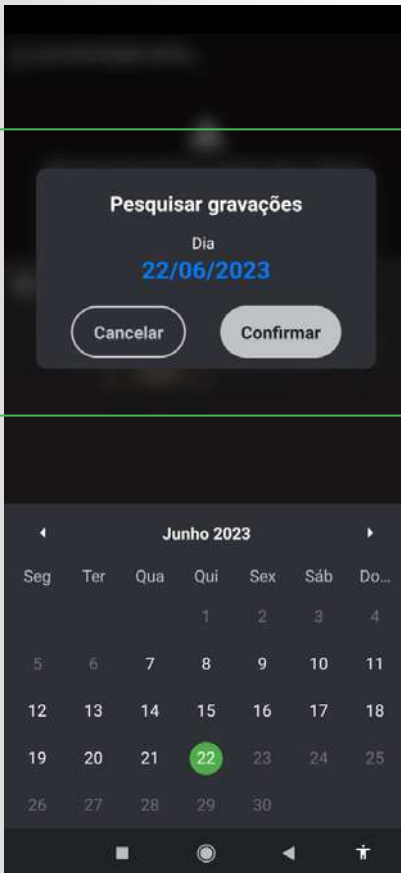 Pesquisar gravações
Dia
22/06/2023
Cancelar Confirmar
Junho 2023
Seg Ter Qua Qui Sex Sáb Do...
1 2 3 4
5 6 7 8 9 10 11
12 13 14 15 16 17 18
19 20 21 22 23 24 25
26 27 28 29 30